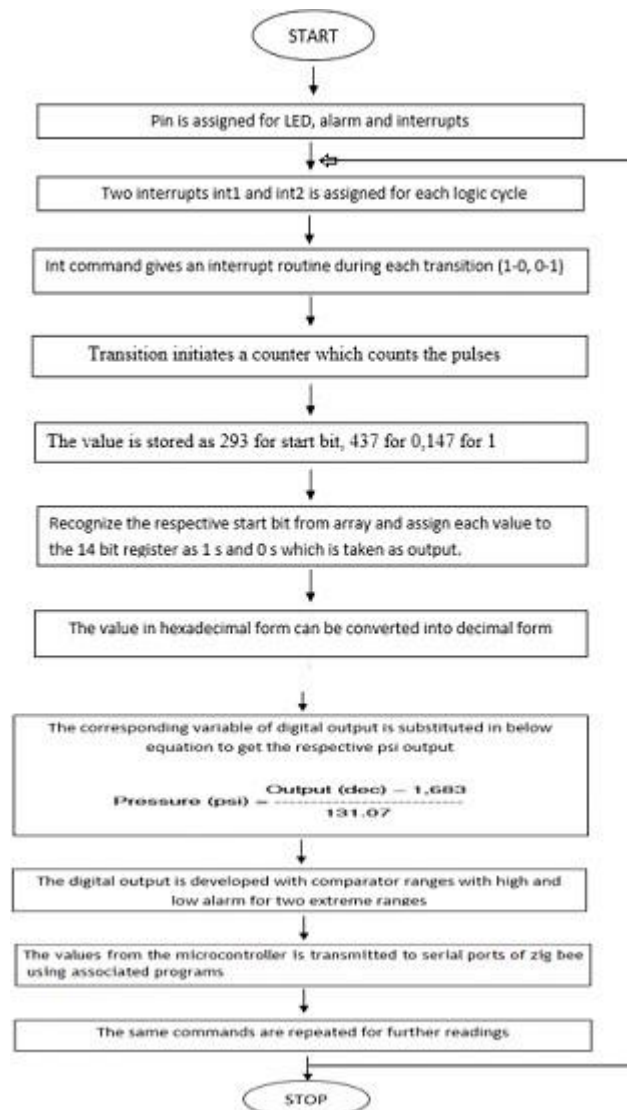 START
Pin is assigned for LED, alarm and interrupts
Two interrupts int1 and int2 is assigned for each logic cycle
Int command gives an interrupt routine during each transition (1-0, 0-1)
Transition initiates a counter which counts the pulses
The value is stored as 293 for start bit, 437 for 0,147 for 1
Recognize the respective start bit from array and assign each value to
the 14 bit register as 1 s and 0 s which is taken as output.
The value in hexadecimal form can be converted into decimal form
The corresponding variable of digital output is substituted in below
equation to get the respective psi output
Output (dec) – 1,683
Pressure (psi) = ----------------------
131.07
The digital output is developed with comparator ranges with high and
low alarm for two extreme ranges
The values from the microcontroller is transmitted to serial ports of zig bee
using associated programs
The same commands are repeated for further readings
STOP